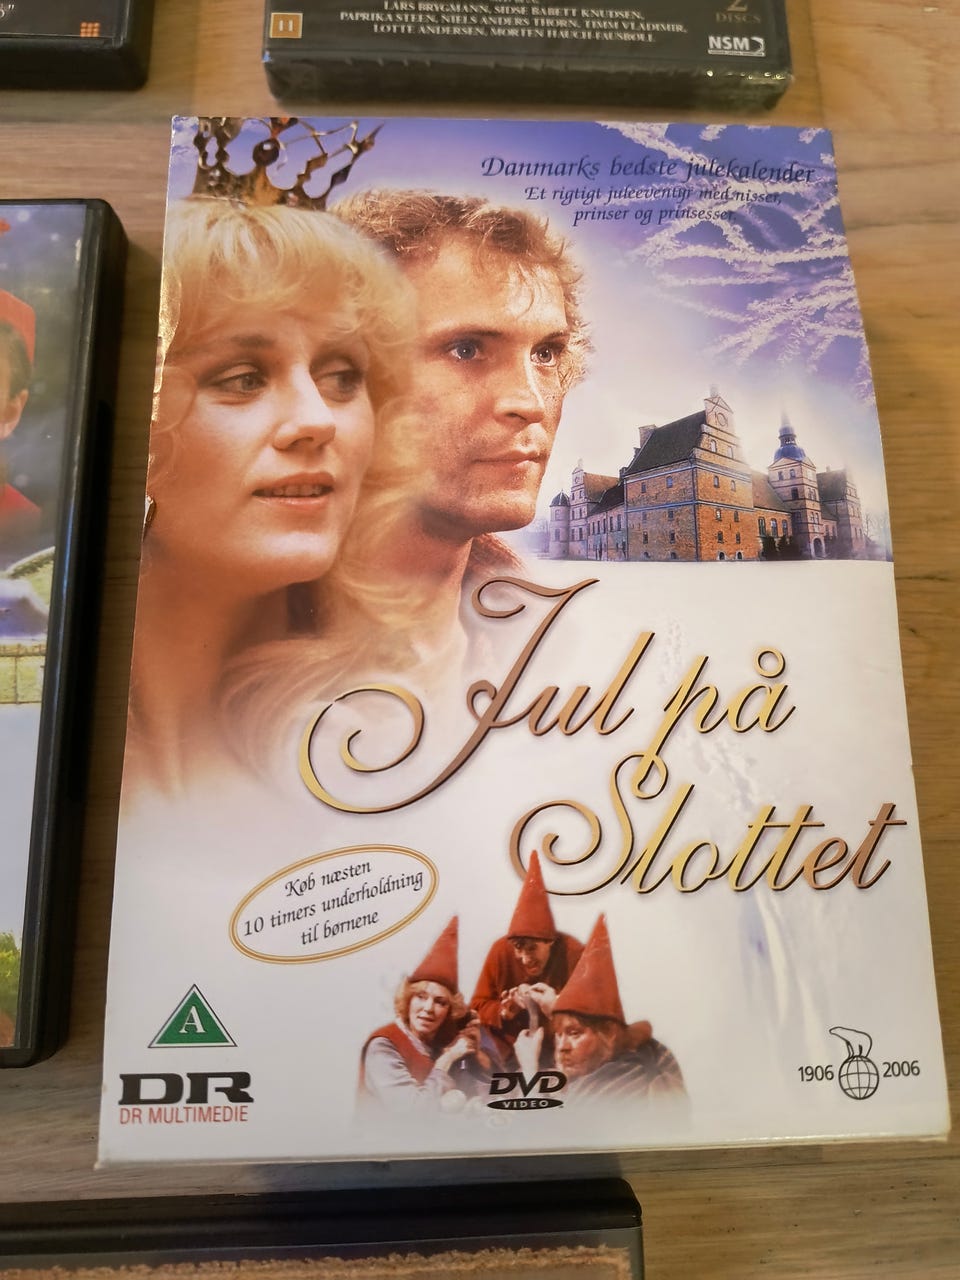 LARS BRYGMANN, SIDSE BABETT KNUDSEN,
PAPRIKA STEEN, NIELS ANDERS THORN, TIMM VLADIMIR,
LOTTE ANDERSEN, MORTEN HAUCH-FAUSBØLL
11
2
DISCS
NSM
Danmarks bedste julekalender
Et rigtigt juleeventyr med nisser,
prinser og prinsesser.
Jul på
Slottet
Køb næsten
10 timers underholdning
til børnene
A
DR
DR MULTIMEDIE
DVD
VIDEO
1906 2006